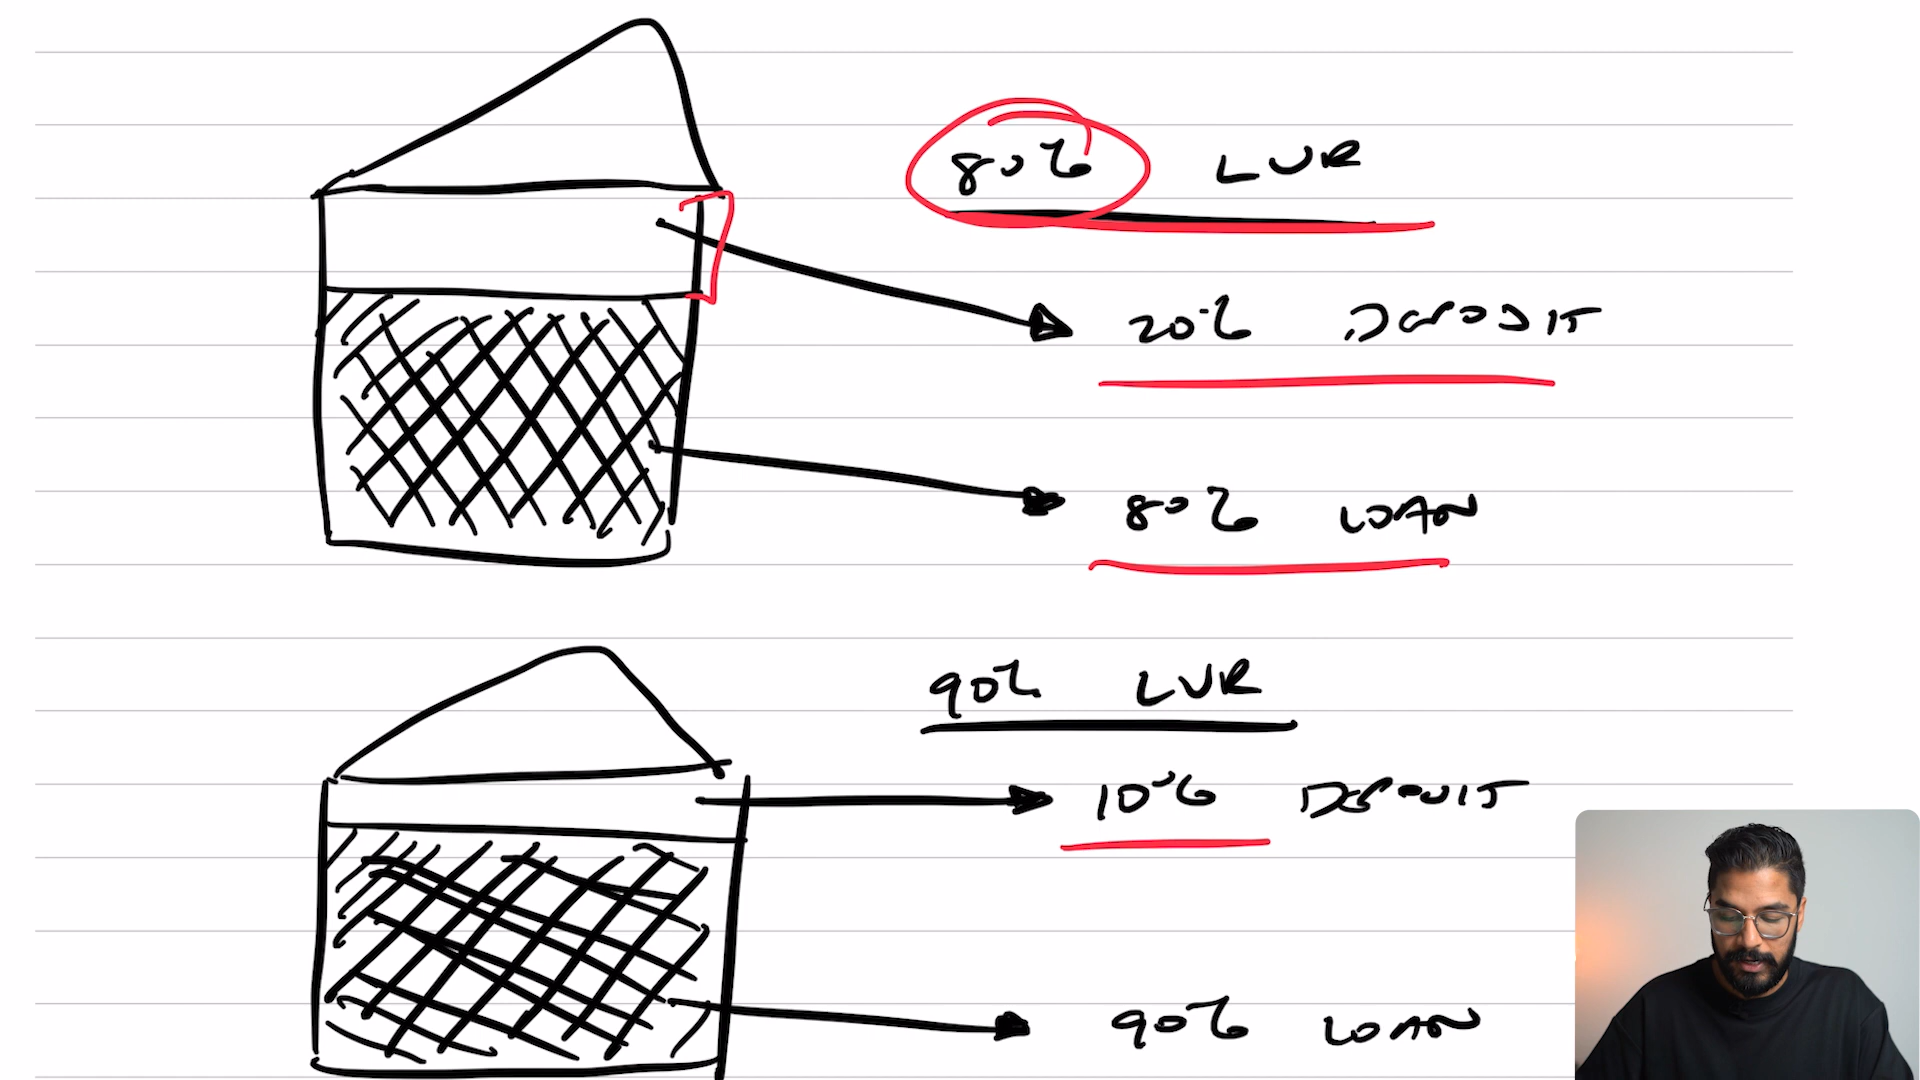 80% LVR
20% DEPOSIT
80% LOAN
90% LVR
10% DEPOSIT
90% LOAN